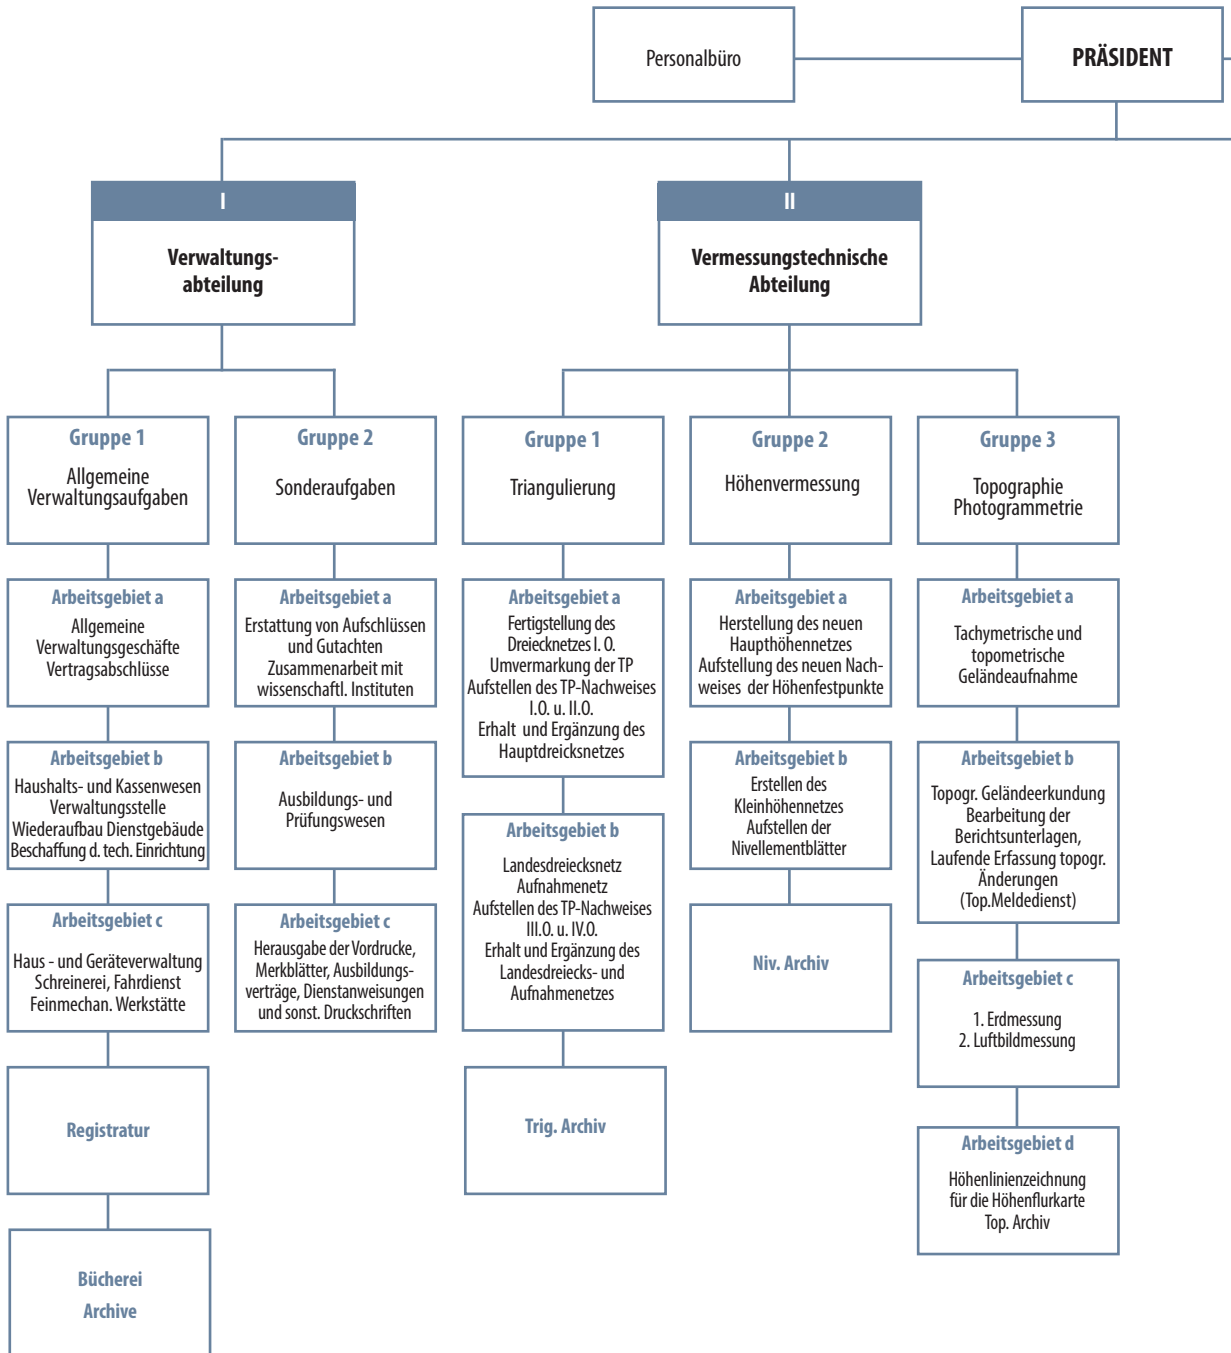 Personalbüro
PRÄSIDENT
I
Verwaltungs-
abteilung
II
Vermessungstechnische
Abteilung
Gruppe 1
Allgemeine
Verwaltungsaufgaben
Arbeitsgebiet a
Allgemeine
Verwaltungsgeschäfte
Vertragsabschlüsse
Arbeitsgebiet b
Haushalts- und Kassenwesen
Verwaltungsstelle
Wiederaufbau Dienstgebäude
Beschaffung d. tech. Einrichtung
Arbeitsgebiet c
Haus - und Geräteverwaltung
Schreinerei, Fahrdienst
Feinmechan. Werkstätte
Registratur
Bücherei
Archive
Gruppe 2
Sonderaufgaben
Arbeitsgebiet a
Erstattung von Aufschlüssen
und Gutachten
Zusammenarbeit mit
wissenschaftl. Instituten
Arbeitsgebiet b
Ausbildungs- und
Prüfungswesen
Arbeitsgebiet c
Herausgabe der Vordrucke,
Merkblätter, Ausbildungs-
verträge, Dienstanweisungen
und sonst. Druckschriften
Gruppe 1
Triangulierung
Arbeitsgebiet a
Fertigstellung des
Dreiecknetzes I. O.
Umvermarkung der TP
Aufstellen des TP-Nachweises
I.O. u. II.O.
Erhalt und Ergänzung des
Hauptdreicksnetzes
Arbeitsgebiet b
Landesdreiecksnetz
Aufnahmenetz
Aufstellen des TP-Nachweises
III.O. u. IV.O.
Erhalt und Ergänzung des
Landesdreiecks- und
Aufnahmenetzes
Trig. Archiv
Gruppe 2
Höhenvermessung
Arbeitsgebiet a
Herstellung des neuen
Haupthöhennetzes
Aufstellung des neuen Nach-
weises der Höhenfestpunkte
Arbeitsgebiet b
Erstellen des
Kleinhöhennetzes
Aufstellen der
Nivellementblätter
Niv. Archiv
Gruppe 3
Topographie
Photogrammetrie
Arbeitsgebiet a
Tachymetrische und
topometrische
Geländeaufnahme
Arbeitsgebiet b
Topogr. Geländeerkundung
Bearbeitung der
Berichtsunterlagen,
Laufende Erfassung topogr.
Änderungen
(Top.Meldedienst)
Arbeitsgebiet c
1. Erdmessung
2. Luftbildmessung
Arbeitsgebiet d
Höhenlinienzeichnung
für die Höhenflurkarte
Top. Archiv